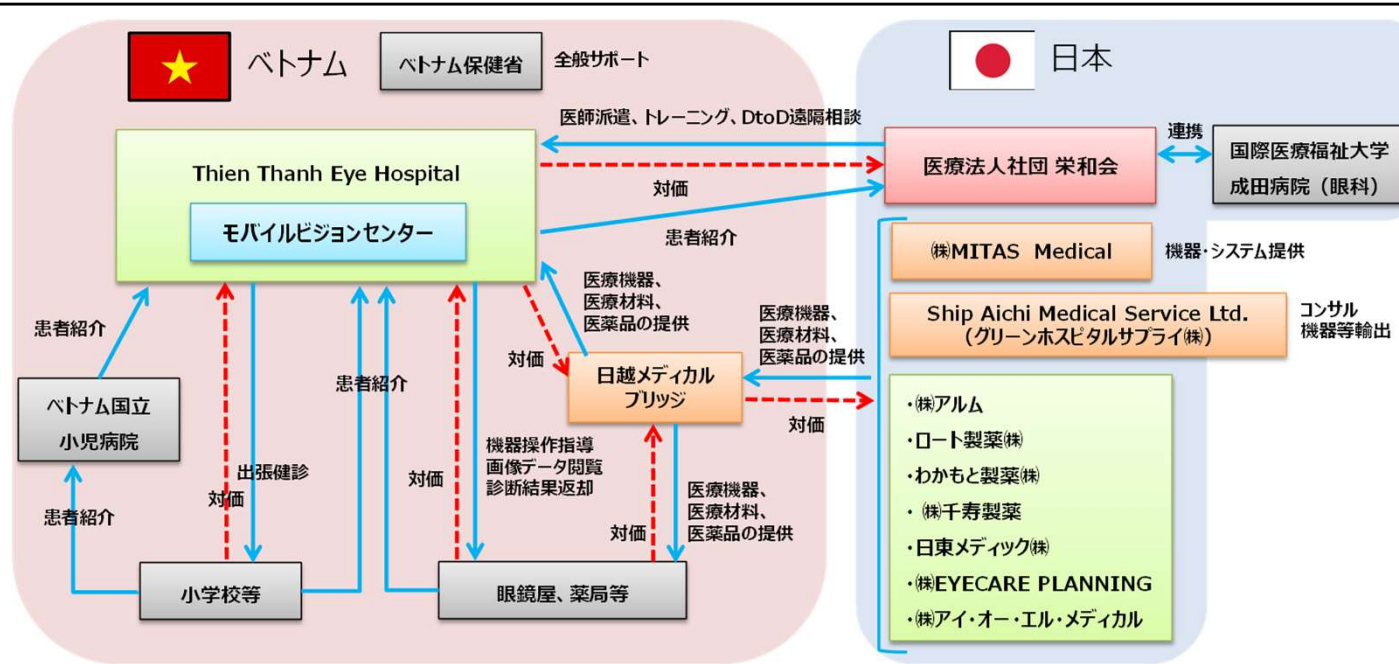 ベトナム
ベトナム保健省
全般サポート
日本
医師派遣、トレーニング、DtoD遠隔相談
連携
Thien Thanh Eye Hospital
モバイルビジョンセンター
対価
患者紹介
医療法人社団 栄和会
国際医療福祉大学
成田病院（眼科）
㈱MITAS Medical
機器・システム提供
Ship Aichi Medical Service Ltd.
（グリーンホスピタルサプライ㈱）
コンサル
機器等輸出
医療機器、
医療材料、
医薬品の提供
医療機器、
医療材料、
医薬品の提供
患者紹介
対価
患者紹介
日越メディカル
ブリッジ
対価
ベトナム国立
小児病院
・㈱アルム
・ロート製薬㈱
・わかもと製薬㈱
・㈱千寿製薬
・日東メディック㈱
・㈱EYECARE PLANNING
・㈱アイ・オー・エル・メディカル
出張健診
対価
対価
機器操作指導
画像データ閲覧
診断結果返却
患者紹介
対価
医療機器、
医療材料、
医薬品の提供
小学校等
眼鏡屋、薬局等